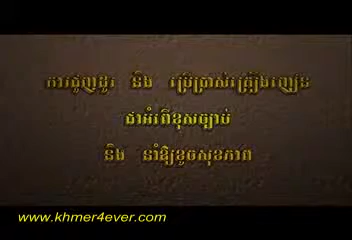 ការជួញដូរ និង ប្រើប្រាស់គ្រឿងញៀន
ជាអំពើខុសច្បាប់
និង នាំឱ្យខូចសុខភាព
www.khmer4ever.com